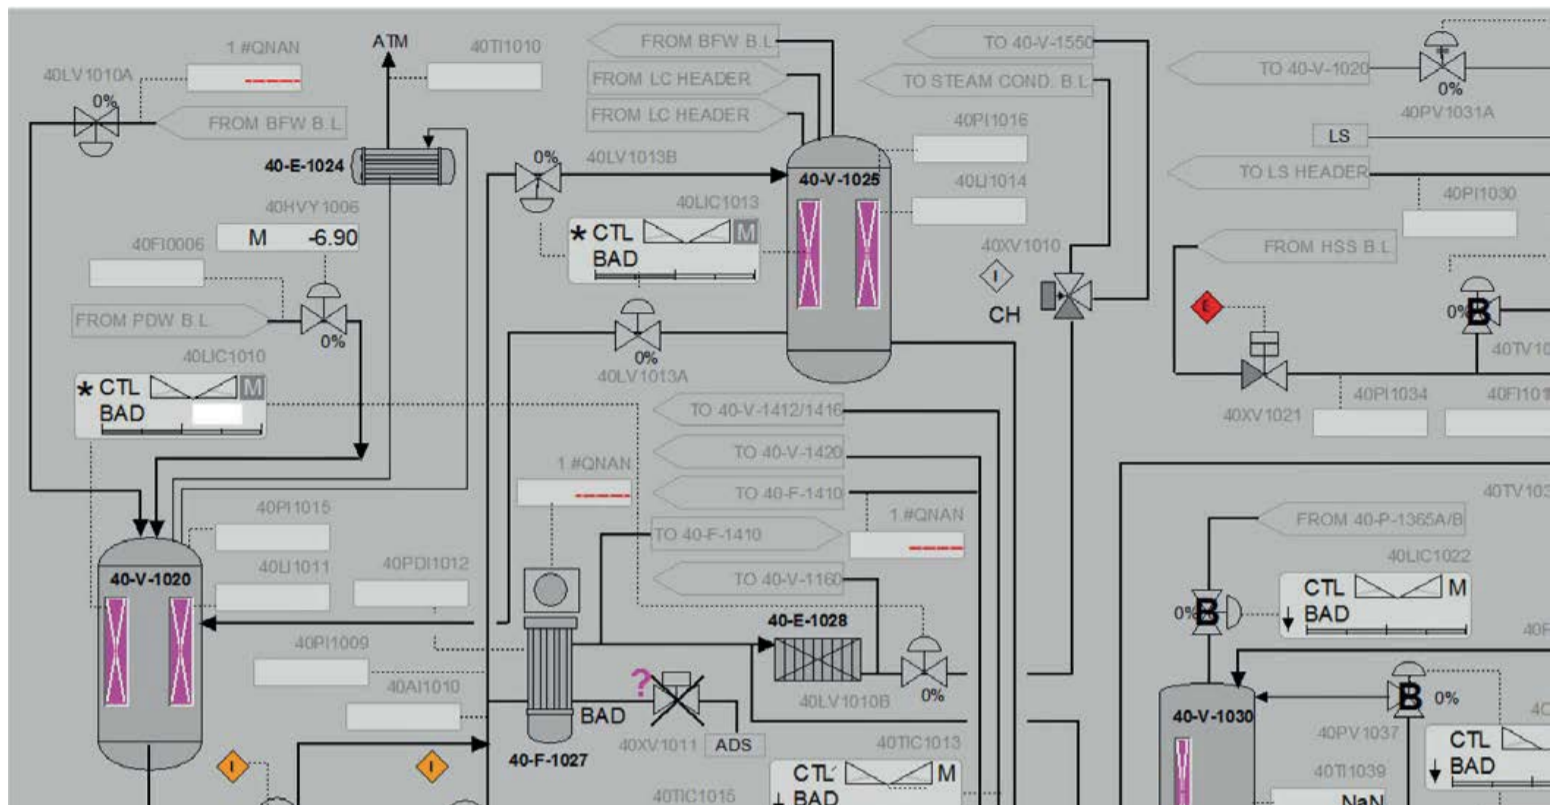 1 #QNAN
ATM
40TI1010
FROM BFW B.L
TO 40-V-1550
TO 40-V-1020
40LV1010A
0%
FROM BFW B.L
FROM LC HEADER
FROM LC HEADER
TO STEAM COND. B.L
0%
40PV1031A
LS
40-E-1024
0%
40LV1013B
40PI1016
40-V-1025
40LI1014
TO LS HEADER
40PI1030
40HVY1006
M -6.90
40FI0006
40LIC1013
* CTL M
BAD
40XV1010
I
CH
FROM HSS B.L
E
0% B
FROM PDW B.L
0%
40LIC1010
* CTL M
BAD
0%
40LV1013A
40XV1021
40PI1034
TO 40-V-1412/1416
TO 40-V-1420
TO 40-F-1410
1 #QNAN
TO 40-F-1410
1 #QNAN
TO 40-V-1160
FROM 40-P-1365A/B
40LIC1022
CTL M
BAD
0% B
40PI1015
40-V-1020
40LI1011
40PDI1012
40PI1009
40AI1010
40-E-1028
40LV1010B
0%
?
BAD
40XV1011
ADS
40-F-1027
40TIC1013
CTL M
BAD
40TIC1015
I
I
40-V-1030
B 0%
40PV1037
40TI1039
NaN
CTL
BAD